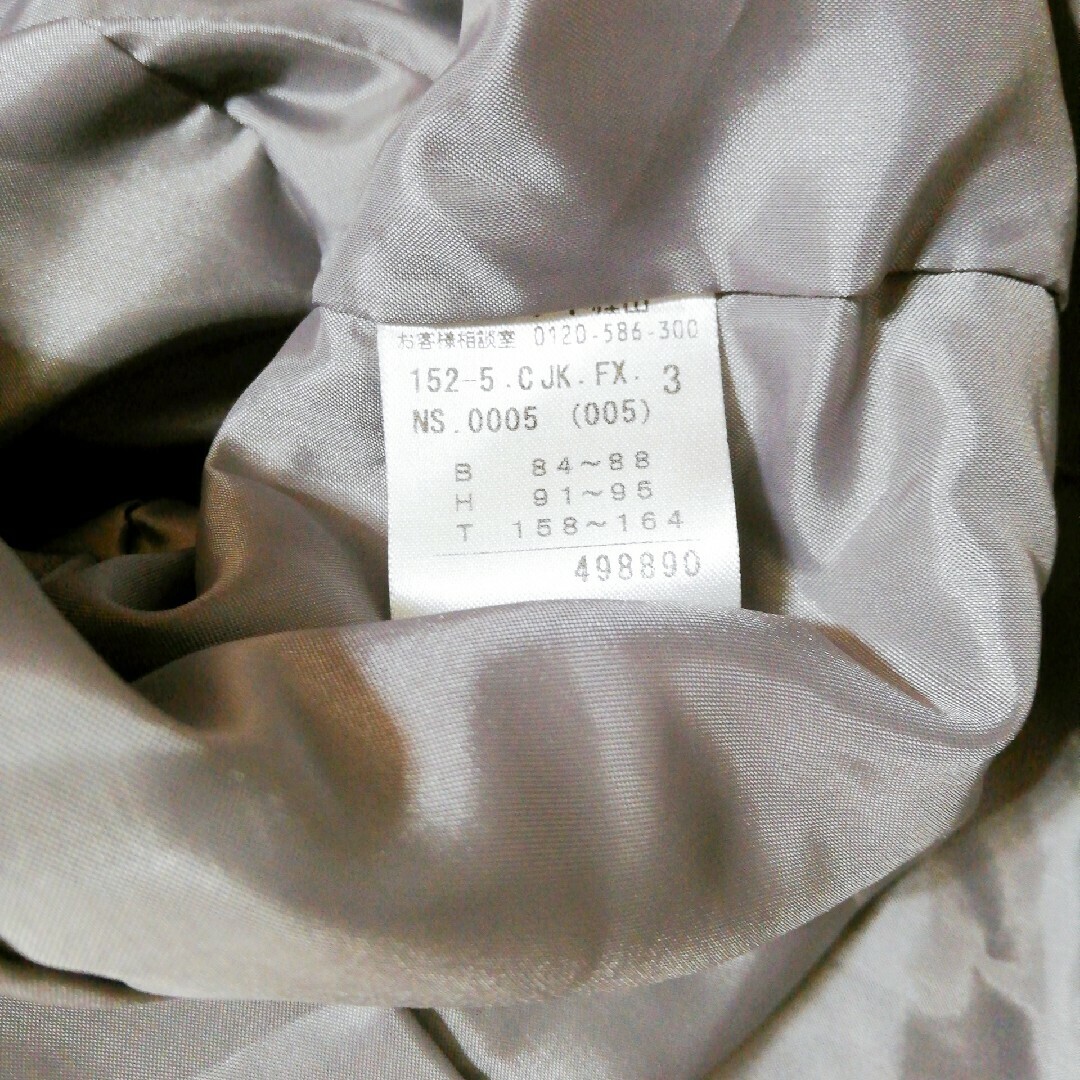 お客様相談室 0120-586-300
152-5.CJK.FX. 3
NS.0005 (005)
B 84～88
H 91～95
T 158～164
498890